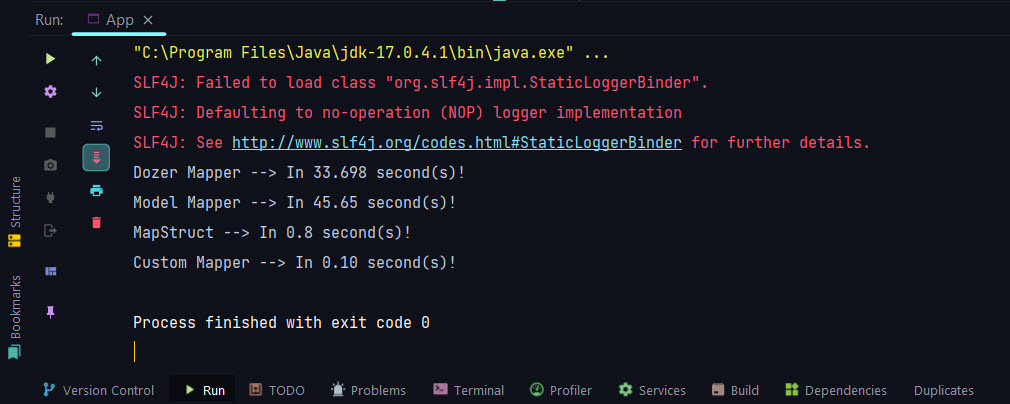 Run: App
"C:\Program Files\Java\jdk-17.0.4.1\bin\java.exe" ...
SLF4J: Failed to load class "org.slf4j.impl.StaticLoggerBinder".
SLF4J: Defaulting to no-operation (NOP) logger implementation
SLF4J: See http://www.slf4j.org/codes.html#StaticLoggerBinder for further details.
Dozer Mapper --> In 33.698 second(s)!
Model Mapper --> In 45.65 second(s)!
MapStruct --> In 0.8 second(s)!
Custom Mapper --> In 0.10 second(s)!
Process finished with exit code 0
Structure
Bookmarks
Version Control Run TODO Problems Terminal Profiler Services Build Dependencies Duplicates